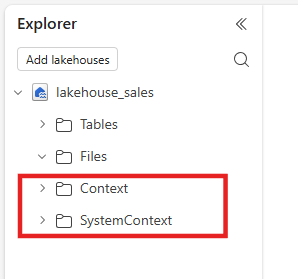 Explorer
Add lakehouses
lakehouse_sales
Tables
Files
Context
SystemContext